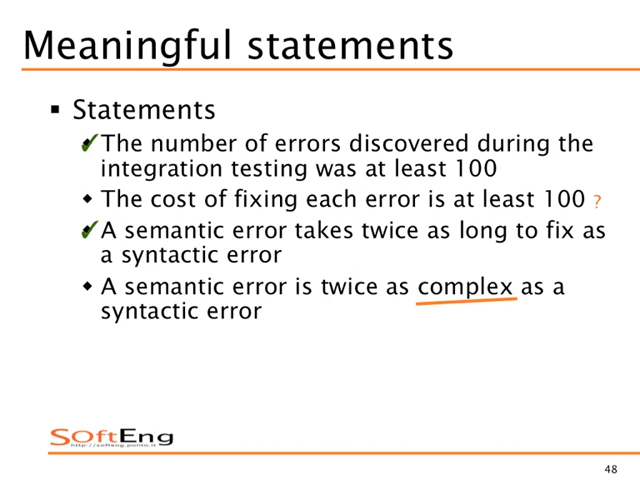 Meaningful statements
Statements
The number of errors discovered during the
integration testing was at least 100
The cost of fixing each error is at least 100 ?
A semantic error takes twice as long to fix as
a syntactic error
A semantic error is twice as complex as a
syntactic error
SOftEng
http://softeng.polito.it
48